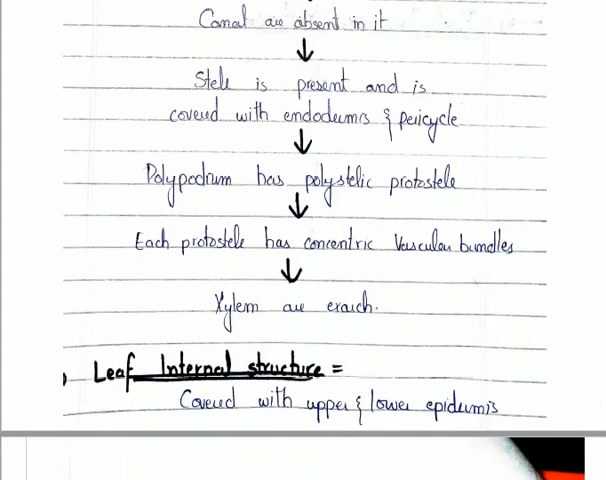 Canal are absent in it
↓
Stele is present and is
covered with endodermis & pericycle
↓
Polypodium has polystelic protostele
↓
Each protostele has concentric Vascular bundles
↓
Xylem are exarch.
Leaf Internal structure =
Covered with upper & lower epidermis